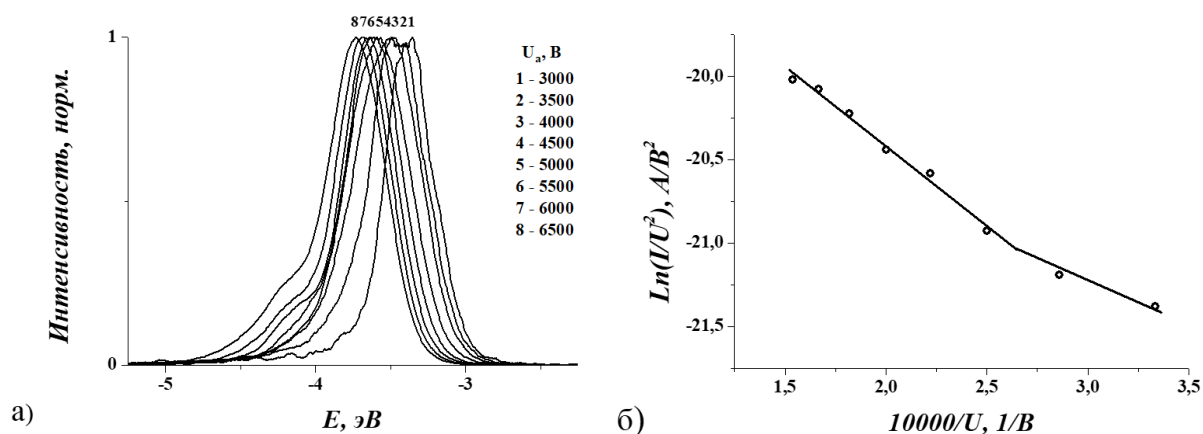 87654321
1
Uₐ, В
1 - 3000
2 - 3500
3 - 4000
4 - 4500
5 - 5000
6 - 5500
7 - 6000
8 - 6500
Интенсивность, норм.
0
-5
-4
-3
E, эВ
а)
-20,0
-20,5
-21,0
-21,5
Ln(I/U²), A/B²
1,5
2,0
2,5
3,0
3,5
10000/U, 1/B
б)